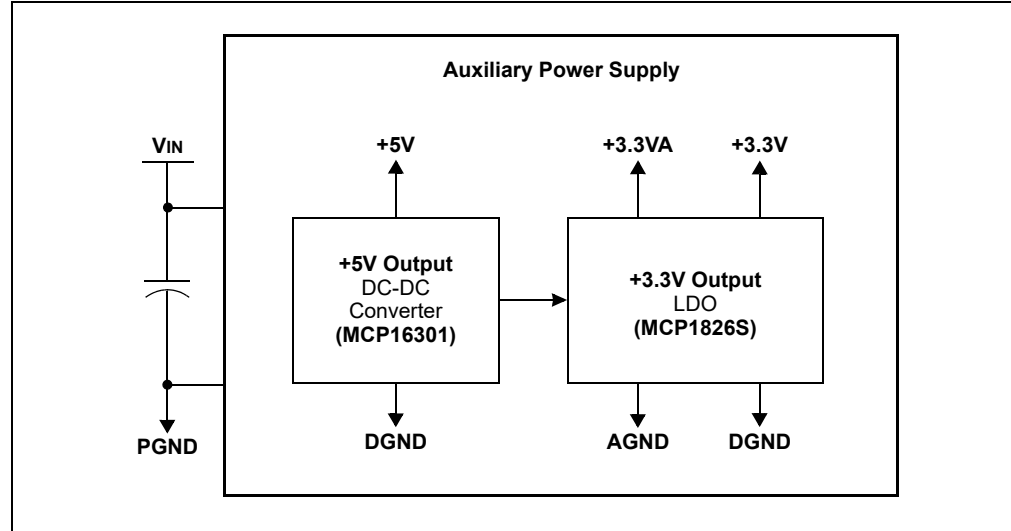 Auxiliary Power Supply
VIN
+5V
+3.3VA
+3.3V
+5V Output
DC-DC
Converter
(MCP16301)
+3.3V Output
LDO
(MCP1826S)
PGND
DGND
AGND
DGND